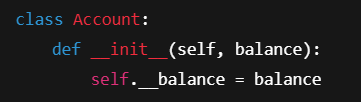 class Account:
    def __init__(self, balance):
        self.__balance = balance